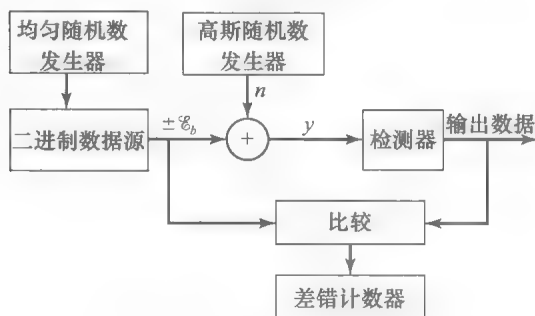 均匀随机数
发生器
高斯随机数
发生器
n
二进制数据源
±ℰb
+
y
检测器
输出数据
比较
差错计数器